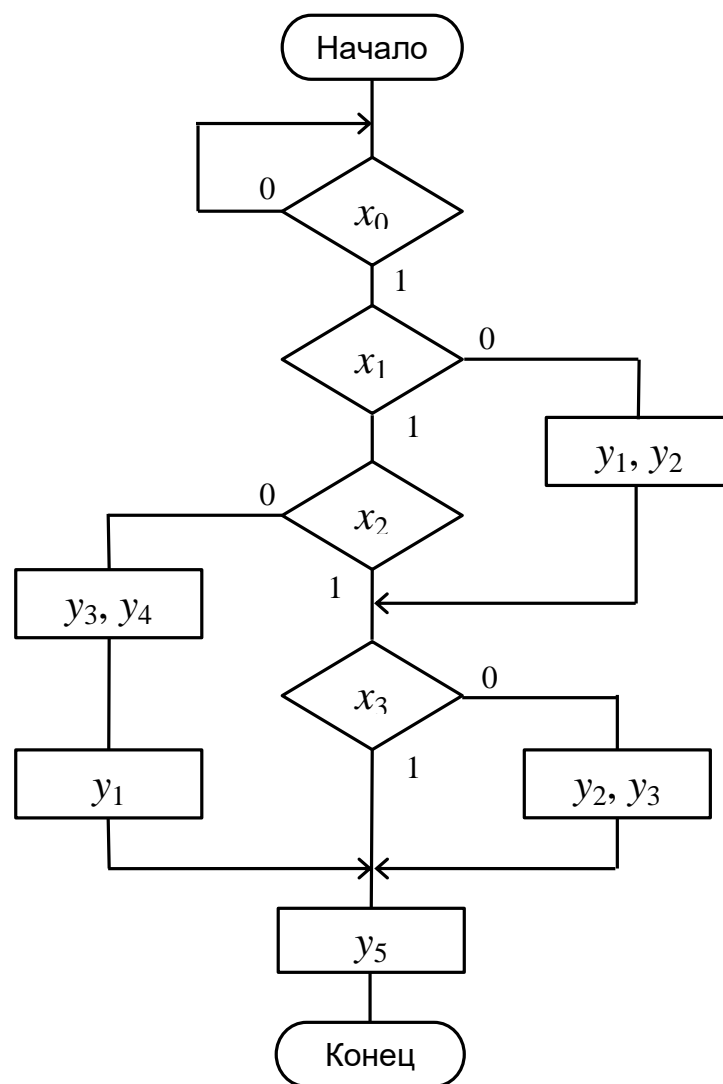 Начало
0
x₀
1
0
x₁
1
y₁, y₂
0
x₂
1
y₃, y₄
0
x₃
1
y₁
y₂, y₃
y₅
Конец